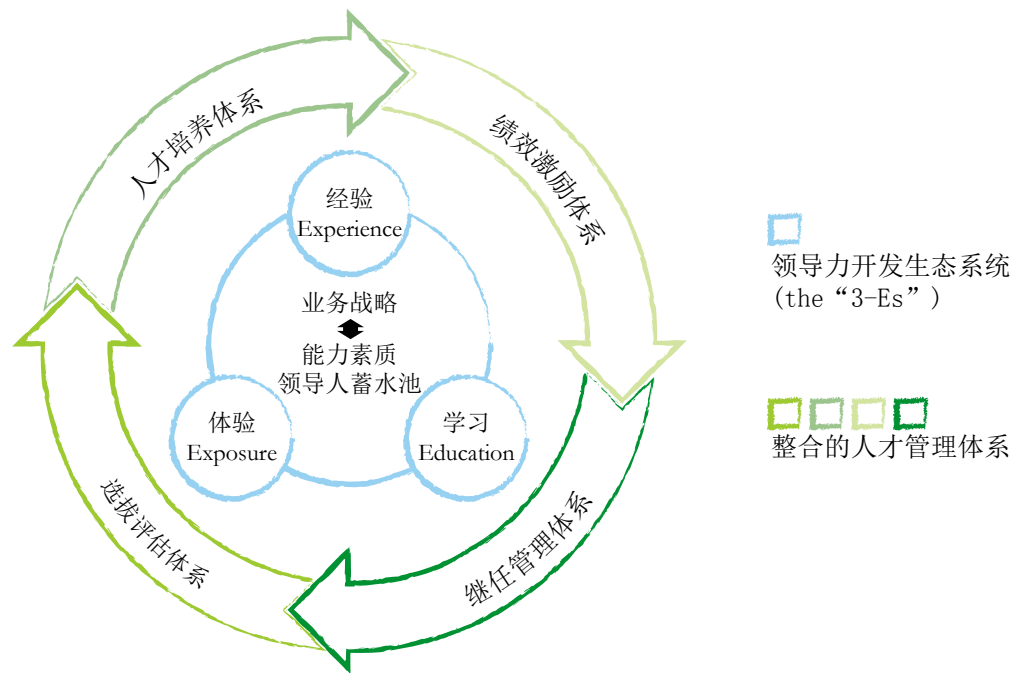 人才培养体系
绩效激励体系
经验
Experience
业务战略
能力素质
领导人蓄水池
体验
Exposure
学习
Education
选拔评估体系
继任管理体系
领导力开发生态系统
(the “3-Es”)
整合的人才管理体系